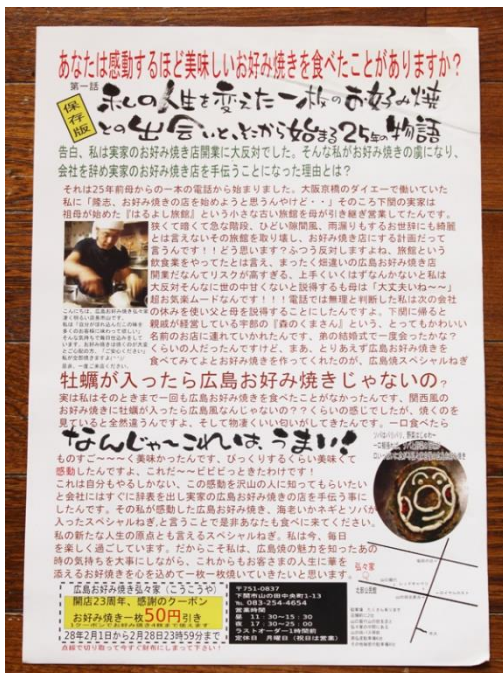 あなたは感動するほど美味しいお好み焼きを食べたことがありますか？
第一話
保存版
私の人生を変えた一枚のお好み焼
との出会いと、そこから始まる25年の物語
告白、私は実家のお好み焼き店開業に大反対でした。そんな私がお好み焼きの虜になり、
会社を辞め実家のお好み焼き店を手伝うことになった理由とは？
それは25年前母からの一本の電話から始まりました。大阪京橋のダイエーで働いていた
私に「隆志、お好み焼きの店を始めようと思うんやけど～」そのころ下関の実家は
祖母が始めた『はるよし旅館』という小さな古い旅館を母が引き継ぎ営業してたんです。
狭くて暗くて急な階段、ひどい隙間風、雨漏りもするお世辞にも綺麗
とは言えないその旅館を取り壊し、お好み焼き店にする計画だって
言うんです！！どう思います？ふつう反対しますよね、旅館という
飲食業をやってたとは言え、まったく畑違いの広島お好み焼き店
開業だなんてリスクが高すぎる、上手くいくはずなんかないと私は
大反対そんなに世の中甘くないと説得するも母は「大丈夫いね～～」
超お気楽ムードなんです！！！電話では無理と判断した私は次の会社
の休みを使い父と母を説得することにしたんですよ。下関に帰ると
親戚が経営している宇部の『森のくまさん』という、とってもかわいい
名前のお店に連れていかれたんです。弟の結婚式で一度会ったかな？
くらいの人だったんですけど、まあ、とりあえず広島お好み焼きを
食べてみてよとお好み焼きを作ってくれたのが、広島焼スペシャルねぎ
牡蠣が入ったら広島お好み焼きじゃないの？
実は私はそのときまで一回も広島お好み焼きを食べたことがなかったんです、関西風の
お好み焼きに牡蠣が入ったら広島風なんじゃないの？？くらいの感じでしたが、焼くのを
見ていると全然違うんですよ、そして物凄くいい匂いがしてきたんです。一口食べたら
なんじゃ～これは、うまい！
ものすご～～～く美味かったんです、びっくりするくらい美味くて
感動したんですよ、これだ～～ビビビっときたわけです！
これは自分もやるしかない、この感動を沢山の人に知ってもらいたい
と会社にはすぐに辞表を出し実家の広島お好み焼きの店を手伝う事に
したんです。その私が感動した広島お好み焼き、海老いかネギとソバが
入ったスペシャルねぎ,と言うことで是非あなたも食べに来てください、
私の新たな人生の原点とも言えるスペシャルねぎ。私は今、毎日
を楽しく過ごしています。だからこそ私は、広島焼の魅力を知ったあの
時の気持ちを大事にしながら、これからもお客さまの人生に華を
添えるお好み焼きを心を込めて一枚一枚焼いていきたいと思います。
広島お好み焼き弘々家（こうこうや）
開店23周年、感謝のクーポン
お好み焼き一枚50円引き
28年2月1日から2月28日23時59分まで
点線で切り取って今すぐ財布にしまって下さい！
〒751-0837
下関市山の田中央町1-13
℡ 083-254-4654
営業時間
昼 11：30～15：30
夜 17：30～25：00
ラストオーダー1時間前
定休日 月曜日（祝日は営業）
弘々家